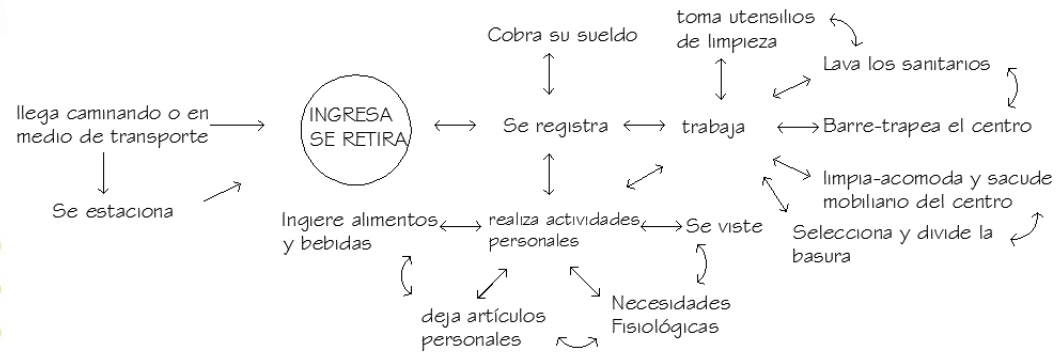 llega caminando o en
medio de transporte
Se estaciona
INGRESA
SE RETIRA
Cobra su sueldo
Se registra
trabaja
toma utensilios
de limpieza
Lava los sanitarios
Barre-trapea el centro
limpia-acomoda y sacude
mobiliario del centro
Selecciona y divide la
basura
realiza actividades
personales
Ingiere alimentos
y bebidas
Se viste
deja artículos
personales
Necesidades
Fisiológicas